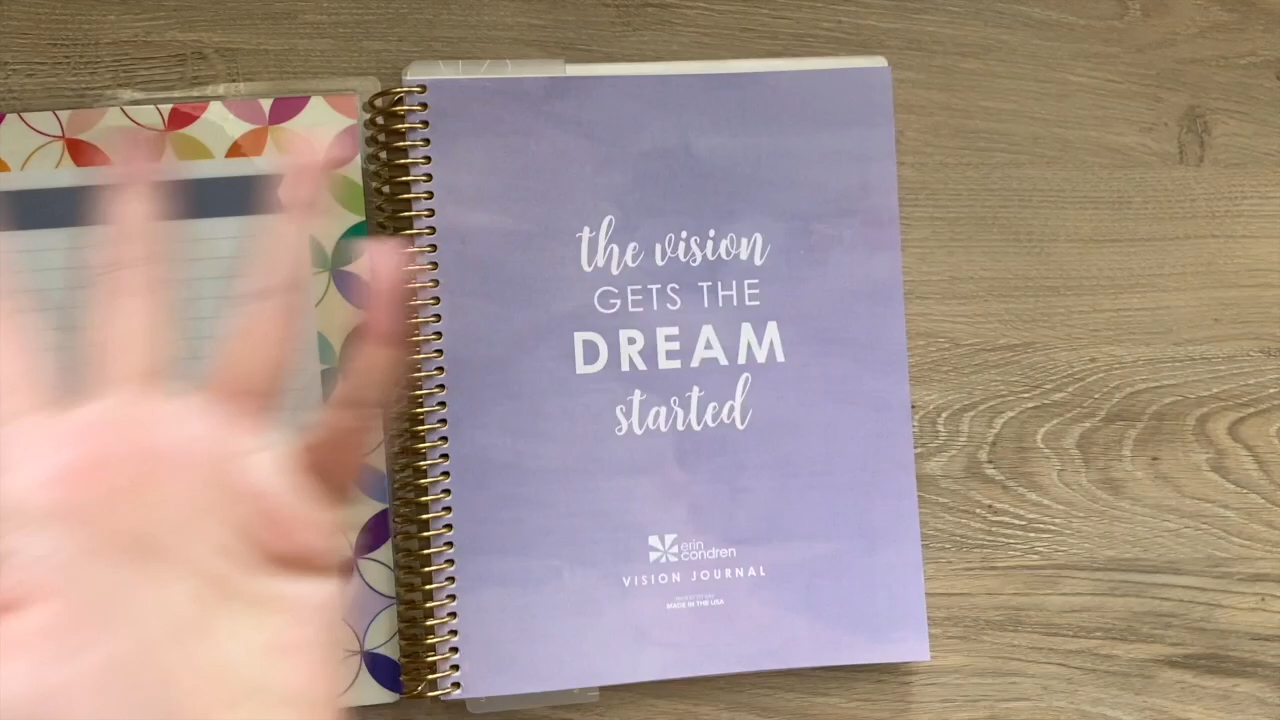 the vision
GETS THE
DREAM
started
erin
condren
VISION JOURNAL
MADE IN THE USA